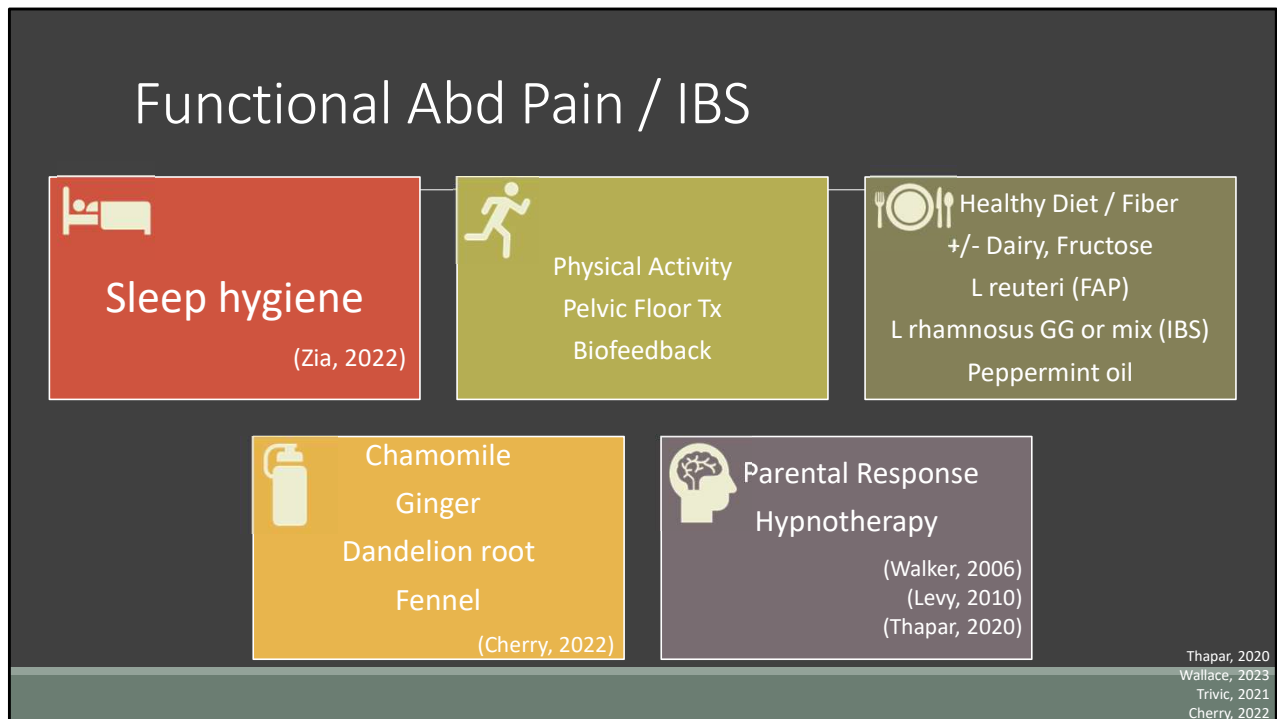 Functional Abd Pain / IBS
Sleep hygiene
(Zia, 2022)
Physical Activity
Pelvic Floor Tx
Biofeedback
Healthy Diet / Fiber
+/- Dairy, Fructose
L reuteri (FAP)
L rhamnosus GG or mix (IBS)
Peppermint oil
Chamomile
Ginger
Dandelion root
Fennel
(Cherry, 2022)
Parental Response
Hypnotherapy
(Walker, 2006)
(Levy, 2010)
(Thapar, 2020)
Thapar, 2020
Wallace, 2023
Trivic, 2021
Cherry, 2022